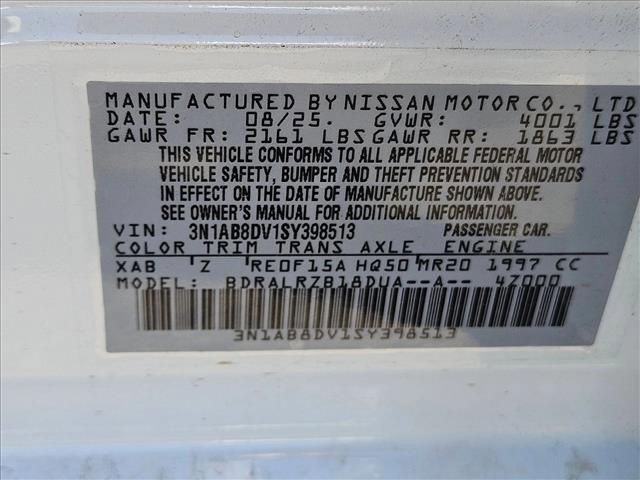 MANUFACTURED BY NISSAN MOTOR CO., LTD
DATE: 08/25. GVWR: 4001 LBS
GAWR FR: 2161 LBS GAWR RR: 1863 LBS
THIS VEHICLE CONFORMS TO ALL APPLICABLE FEDERAL MOTOR
VEHICLE SAFETY, BUMPER AND THEFT PREVENTION STANDARDS
IN EFFECT ON THE DATE OF MANUFACTURE SHOWN ABOVE.
SEE OWNER'S MANUAL FOR ADDITIONAL INFORMATION.
VIN: 3N1AB8DV1SY398513 PASSENGER CAR.
COLOR TRIM TRANS AXLE ENGINE
XAB Z RE0F15A HQ50 MR20 1997 CC
MODEL: BDRALRZB18DUA--A-- 4Z000
3N1AB8DV1SY398513